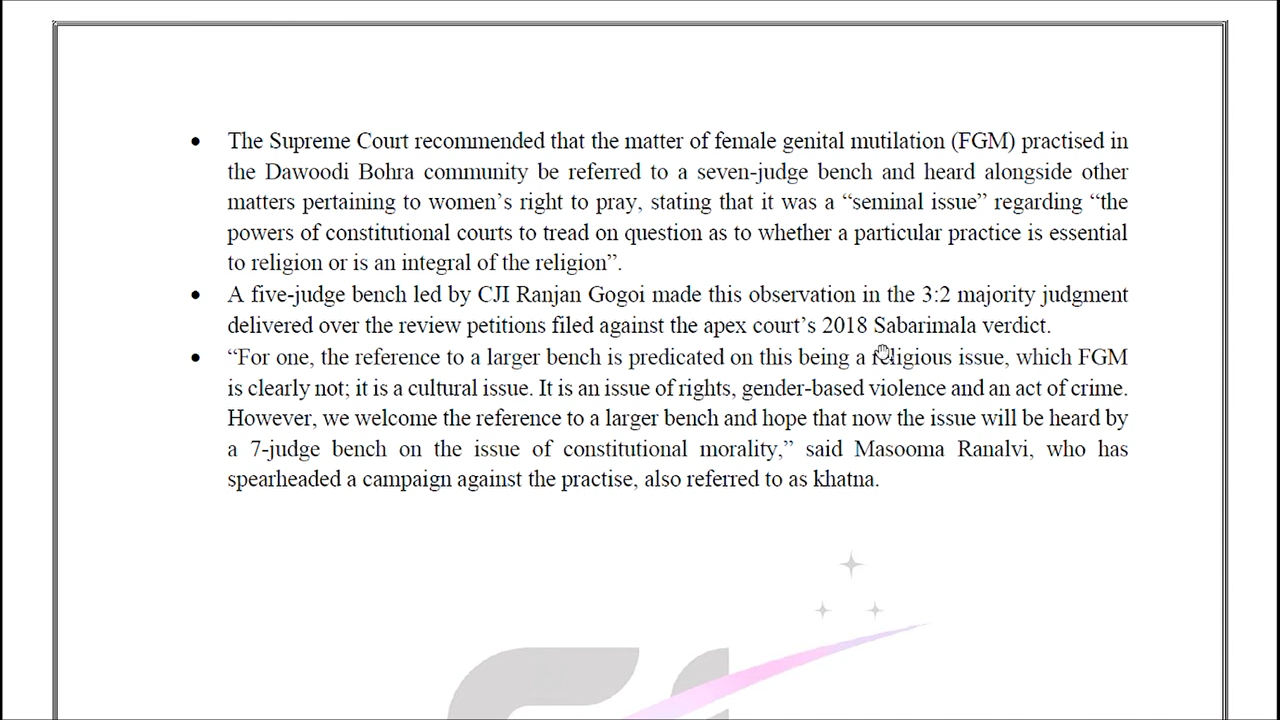 • The Supreme Court recommended that the matter of female genital mutilation (FGM) practised in
the Dawoodi Bohra community be referred to a seven-judge bench and heard alongside other
matters pertaining to women’s right to pray, stating that it was a “seminal issue” regarding “the
powers of constitutional courts to tread on question as to whether a particular practice is essential
to religion or is an integral of the religion”.
• A five-judge bench led by CJI Ranjan Gogoi made this observation in the 3:2 majority judgment
delivered over the review petitions filed against the apex court’s 2018 Sabarimala verdict.
• “For one, the reference to a larger bench is predicated on this being a religious issue, which FGM
is clearly not; it is a cultural issue. It is an issue of rights, gender-based violence and an act of crime.
However, we welcome the reference to a larger bench and hope that now the issue will be heard by
a 7-judge bench on the issue of constitutional morality,” said Masooma Ranalvi, who has
spearheaded a campaign against the practise, also referred to as khatna.